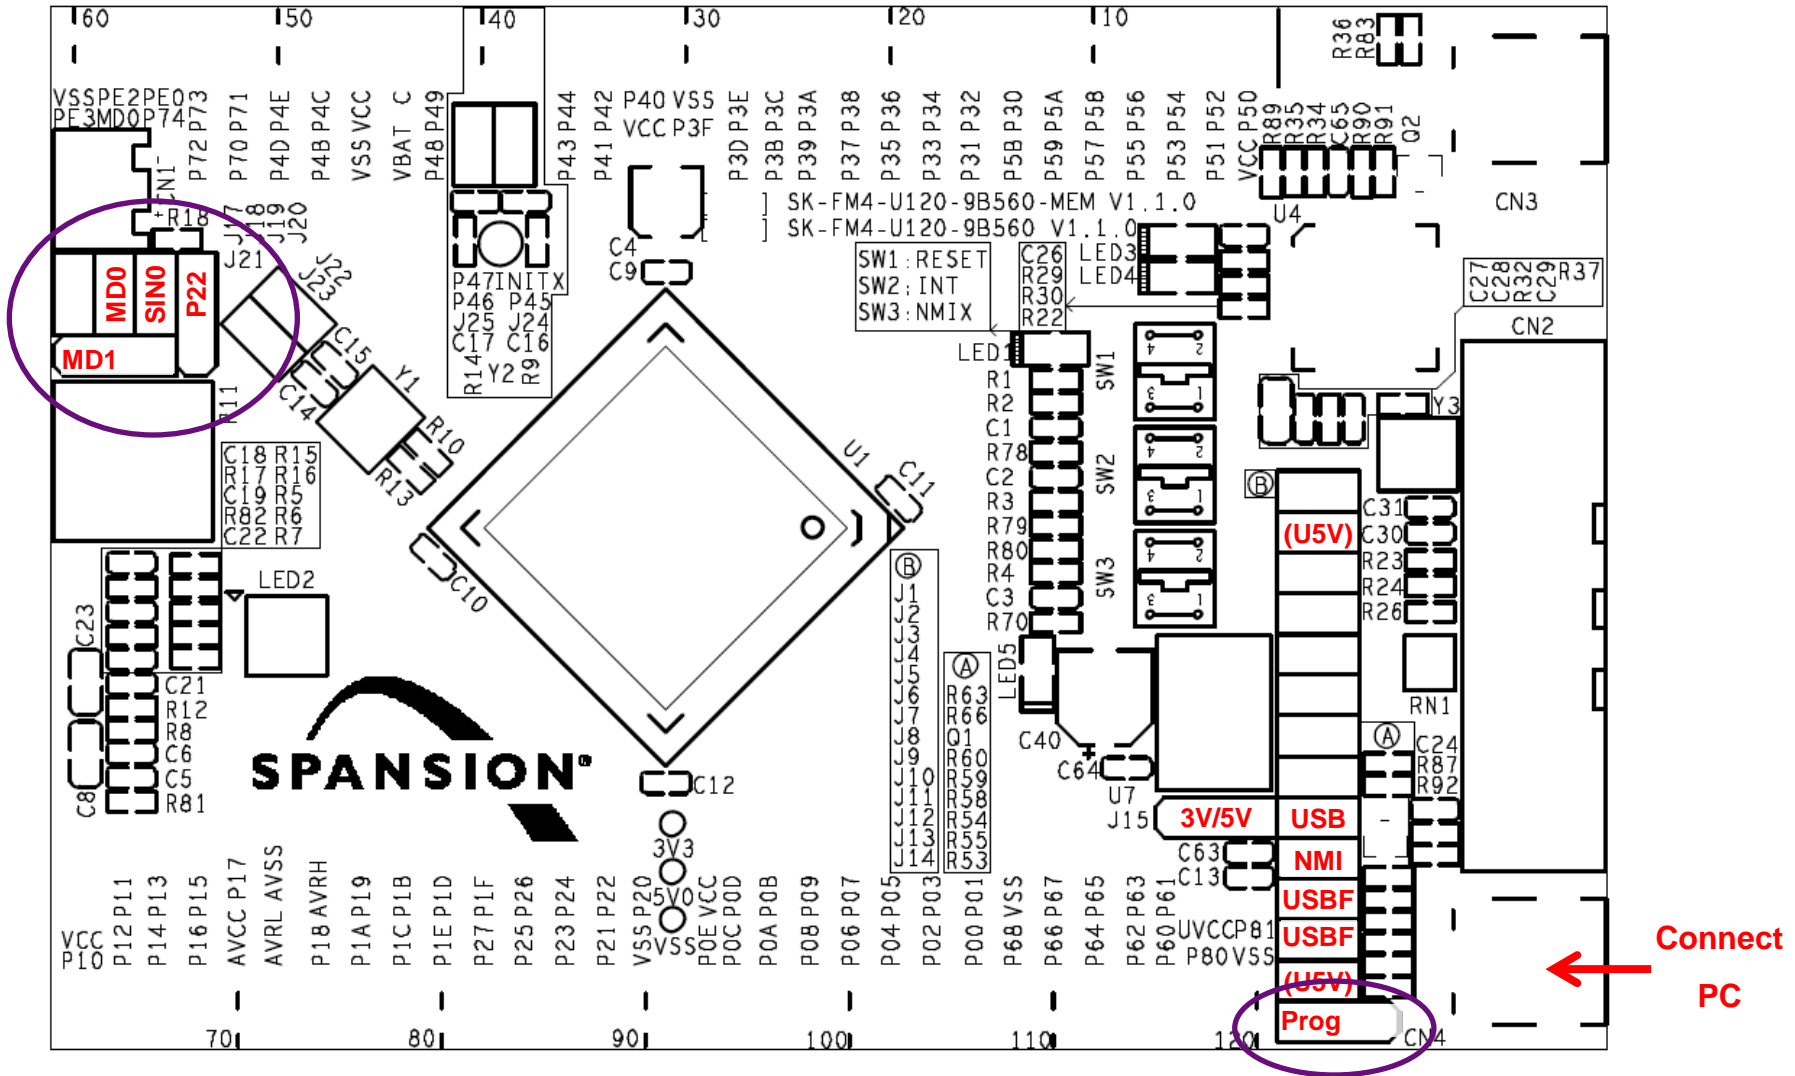 60 50 40 30 20 10
R36
R83
VSSPE2PE0
PE3MD0P74
P72 P73
P70 P71
P4D P4E
P4B P4C
VSS VCC
VBAT C
P48 P49
P43 P44
P41 P42
P40 VSS
VCC P3F
P3D P3E
P3B P3C
P39 P3A
P37 P38
P35 P36
P33 P34
P31 P32
P5B P30
P59 P5A
P57 P58
P55 P56
P53 P54
P51 P52
VCC P50
R89
R35
R34
C65
R90
R91
Q2
CN1
+R18
J17
J18
J19
J20
J21
J22
J23
[ ] SK-FM4-U120-9B560-MEM V1.1.0
[ ] SK-FM4-U120-9B560 V1.1.0
U4
CN3
MD0
SIN0
P22
MD1
C4
C9
P47INITX
P46 P45
J25 J24
C17 C16
R14
Y2
R9
SW1:RESET
SW2:INT
SW3:NMIX
C26
R29
R30
R22
LED3
LED4
C27
C28
R32
C29
R37
CN2
C15
C14
Y1
R11
R10
R13
C18 R15
R17 R16
C19 R5
R82 R6
C22 R7
U1
C11
C10
LED1
R1
R2
C1
R78
C2
R3
R79
R80
R4
C3
R70
SW1
SW2
SW3
4 2
3 1
4 2
3 1
4 2
3 1
Y3
B
(U5V)
C31
C30
R23
R24
R26
RN1
LED2
C23
C21
R12
R8
C6
C5
R81
C8
SPANSION®
C12
B
J1
J2
J3
J4
J5
J6
J7
J8
J9
J10
J11
J12
J13
J14
A
R63
R66
Q1
R60
R59
R58
R54
R55
R53
LED5
C40
+
C64
U7
J15
3V/5V
USB
C63
C13
NMI
USBF
USBF
(U5V)
Prog
A
C24
R87
R92
3V3
5V0
VSS
VCC
P10
P12 P11
P14 P13
P16 P15
AVCC P17
AVRL AVSS
P18 AVRH
P1A P19
P1C P1B
P1E P1D
P27 P1F
P25 P26
P23 P24
P21 P22
VSS P20
P0E VCC
P0C P0D
P0A P0B
P08 P09
P06 P07
P04 P05
P02 P03
P00 P01
P68 VSS
P66 P67
P64 P65
P62 P63
P60 P61
UVCCP81
P80VSS
CN4
Connect
PC
70 80 90 100 110 120